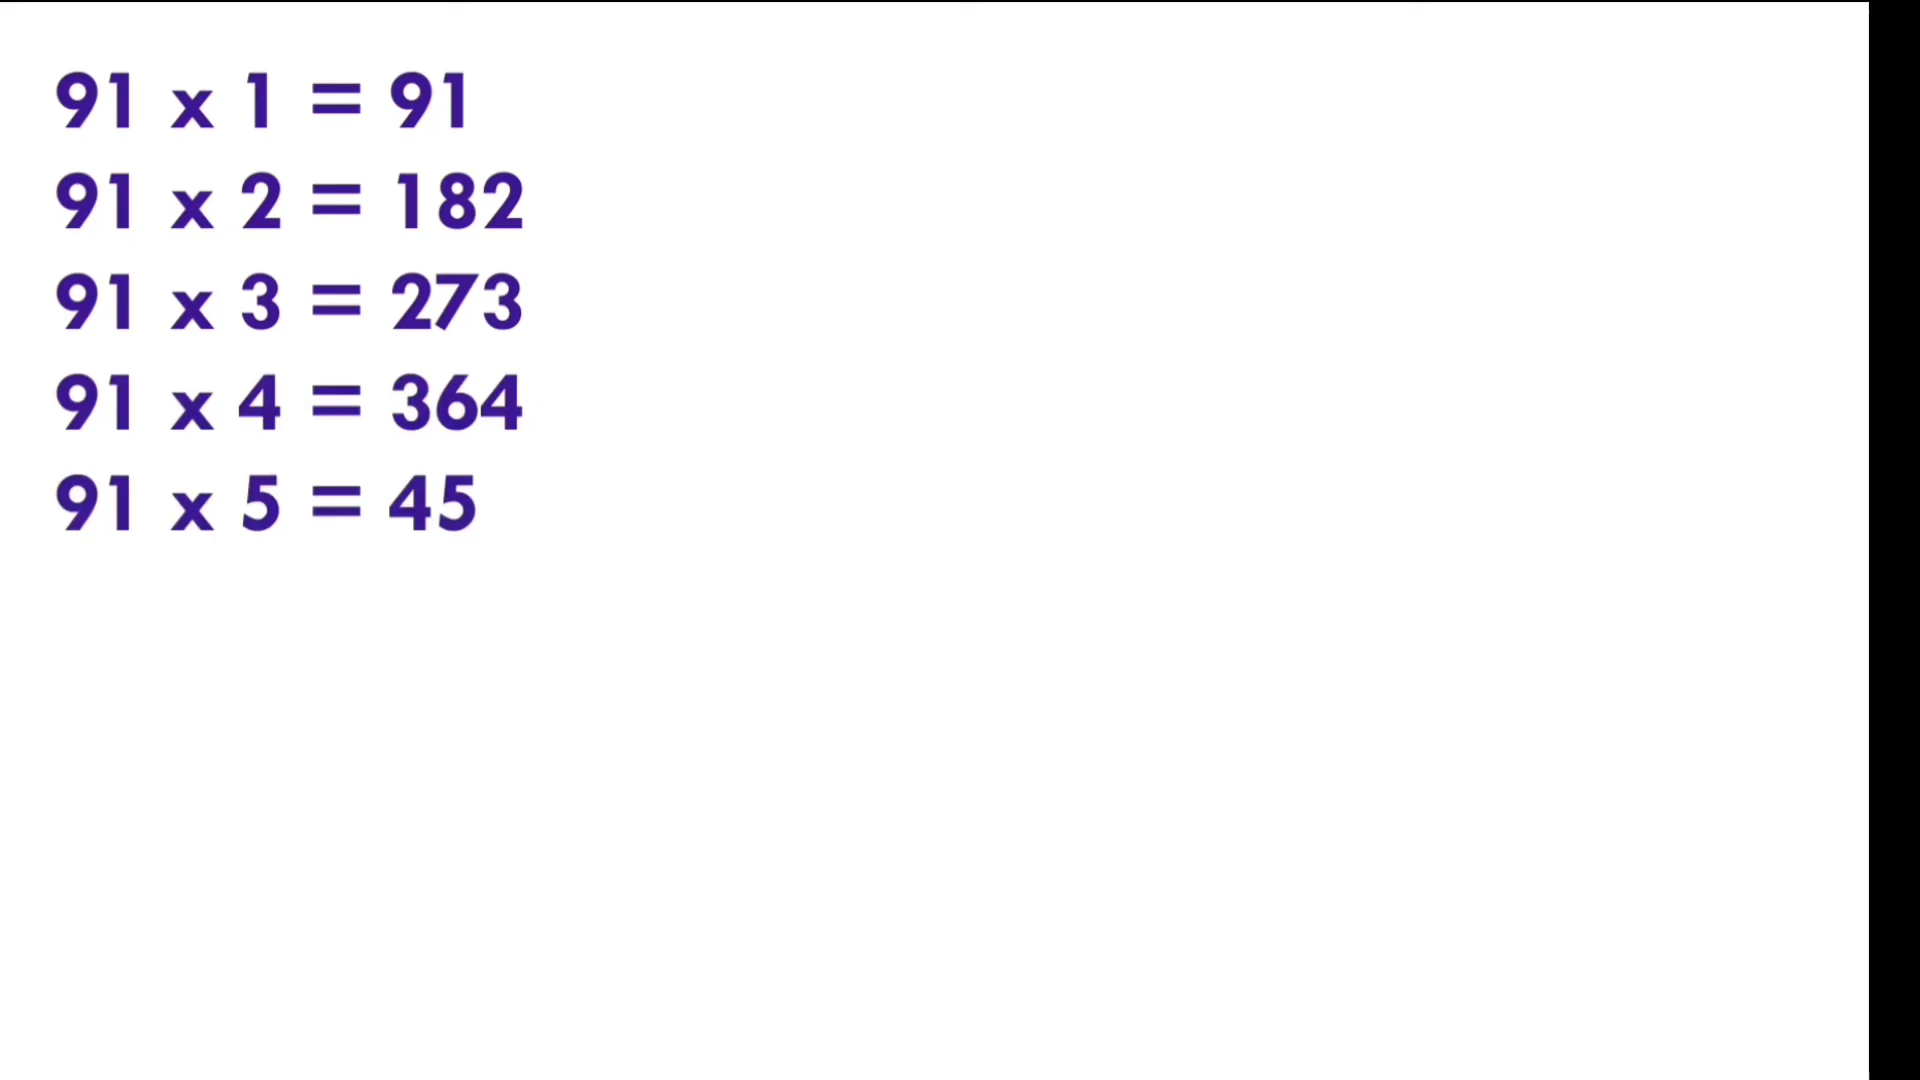 91 x 1 = 91
91 x 2 = 182
91 x 3 = 273
91 x 4 = 364
91 x 5 = 45